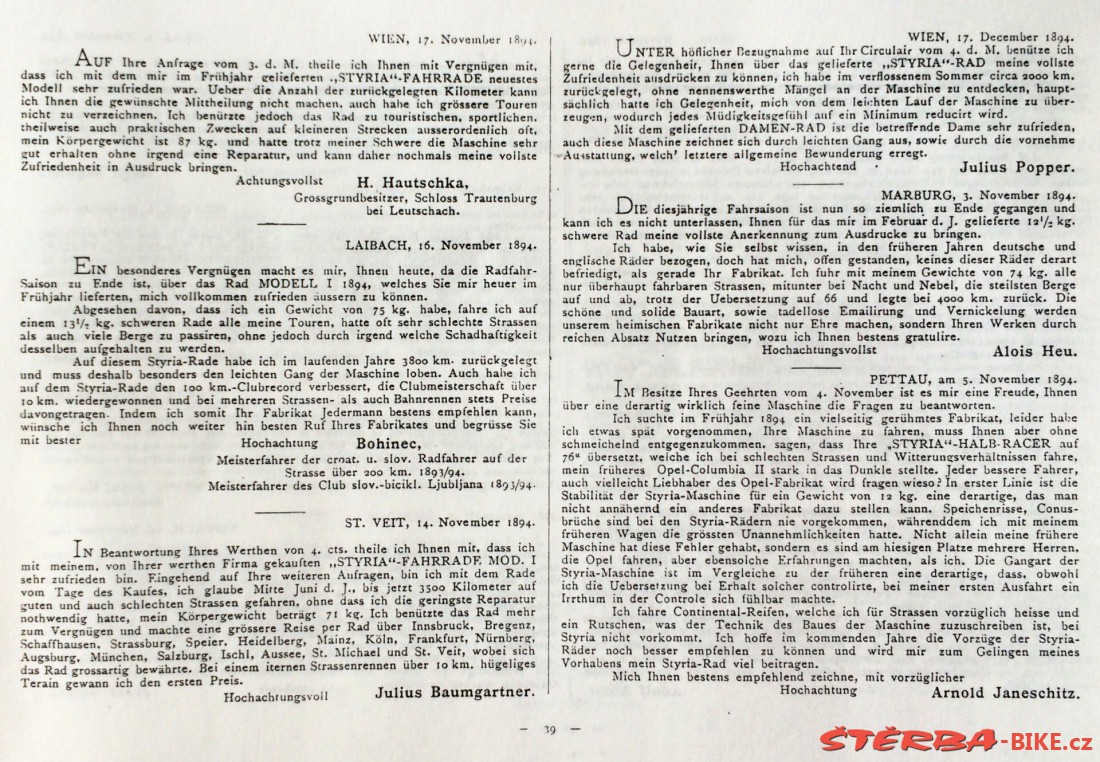 WIEN, 17. November 1894.
AUF Ihre Anfrage vom 3. d. M. theile ich Ihnen mit Vergnügen mit,
dass ich mit dem mir im Frühjahr gelieferten „STYRIA“-FAHRRADE neuestes
Modell sehr zufrieden war. Ueber die Anzahl der zurückgelegten Kilometer kann
ich Ihnen die gewünschte Mittheilung nicht machen, auch habe ich grössere Touren
nicht zu verzeichnen. Ich benützte jedoch das Rad zu touristischen, sportlichen,
theilweise auch praktischen Zwecken auf kleineren Strecken ausserordenlich oft,
mein Körpergewicht ist 87 kg. und hatte trotz meiner Schwere die Maschine sehr
gut erhalten ohne irgend eine Reparatur, und kann daher nochmals meine vollste
Zufriedenheit in Ausdruck bringen.
Achtungsvollst H. Hautschka,
Grossgrundbesitzer, Schloss Trautenburg
bei Leutschach.
LAIBACH, 16. November 1894.
EIN besonderes Vergnügen macht es mir, Ihnen heute, da die Radfahr-
Saison zu Ende ist, über das Rad MODELL I 1894, welches Sie mir heuer im
Frühjahr lieferten, mich vollkommen zufrieden äussern zu können.
Abgesehen davon, dass ich ein Gewicht von 75 kg. habe, fahre ich auf
einem 13½ kg. schweren Rade alle meine Touren, hatte oft sehr schlechte Strassen
als auch viele Berge zu passiren, ohne jedoch durch irgend welche Schadhaftigkeit
desselben aufgehalten zu werden.
Auf diesem Styria-Rade habe ich im laufenden Jahre 3800 km. zurückgelegt
und muss deshalb besonders den leichten Gang der Maschine loben. Auch habe ich
auf dem Styria-Rade den 100 km.-Clubrecord verbessert, die Clubmeisterschaft über
10 km. wiedergewonnen und bei mehreren Strassen- als auch Bahnrennen stets Preise
davongetragen. Indem ich somit Ihr Fabrikat Jedermann bestens empfehlen kann,
wünsche ich Ihnen noch weiter hin besten Ruf Ihres Fabrikates und begrüsse Sie
mit bester Hochachtung Bohinec,
Meisterfahrer der croat. u. slov. Radfahrer auf der
Strasse über 200 km. 1893/94.
Meisterfahrer des Club slov.-bicikl. Ljubljana 1893/94.
ST. VEIT, 14. November 1894.
IN Beantwortung Ihres Werthen von 4. cts. theile ich Ihnen mit, dass ich
mit meinem, von Ihrer werthen Firma gekauften „STYRIA“-FAHRRADE MOD. I
sehr zufrieden bin. Eingehend auf Ihre weiteren Aufragen, bin ich mit dem Rade
vom Tage des Kaufes, ich glaube Mitte Juni d. J., bis jetzt 3500 Kilometer auf
guten und auch schlechten Strassen gefahren, ohne dass ich die geringste Reparatur
nothwendig hatte, mein Körpergewicht beträgt 71 kg. Ich benützte das Rad mehr
zum Vergnügen und machte eine grössere Reise per Rad über Innsbruck, Bregenz,
Schaffhausen, Strassburg, Speier, Heidelberg, Mainz, Köln, Frankfurt, Nürnberg,
Augsburg, München, Salzburg, Ischl, Aussee, St. Michael und St. Veit, wobei sich
das Rad grossartig bewährte. Bei einem iternen Strassenrennen über 10 km. hügeliges
Terain gewann ich den ersten Preis.
Hochachtungsvoll Julius Baumgartner.
WIEN, 17. December 1894.
UNTER höflicher Bezugnahme auf Ihr Circulair vom 4. d. M. benütze ich
gerne die Gelegenheit, Ihnen über das gelieferte „STYRIA“-RAD meine vollste
Zufriedenheit ausdrücken zu können, ich habe im verflossenem Sommer circa 2000 km.
zurückgelegt, ohne nennenswerthe Mängel an der Maschine zu entdecken, haupt-
sächlich hatte ich Gelegenheit, mich von dem leichten Lauf der Maschine zu über-
zeugen, wodurch jedes Müdigkeitsgefühl auf ein Minimum reducirt wird.
Mit dem gelieferten DAMEN-RAD ist die betreffende Dame sehr zufrieden,
auch diese Maschine zeichnet sich durch leichten Gang aus, sowie durch die vornehme
Ausstattung, welch' letztere allgemeine Bewunderung erregt.
Hochachtend Julius Popper.
MARBURG, 3. November 1894.
DIE diesjährige Fahrsaison ist nun so ziemlich zu Ende gegangen und
kann ich es nicht unterlassen, Ihnen für das mir im Februar d. J. gelieferte 12½ kg.
schwere Rad meine vollste Anerkennung zum Ausdrucke zu bringen.
Ich habe, wie Sie selbst wissen, in den früheren Jahren deutsche und
englische Räder bezogen, doch hat mich, offen gestanden, keines dieser Räder derart
befriedigt, als gerade Ihr Fabrikat. Ich fuhr mit meinem Gewichte von 74 kg. alle
nur überhaupt fahrbaren Strassen, mitunter bei Nacht und Nebel, die steilsten Berge
auf und ab, trotz der Uebersetzung auf 66 und legte bei 4000 km. zurück. Die
schöne und solide Bauart, sowie tadellose Emailirung und Vernickelung werden
unserem heimischen Fabrikate nicht nur Ehre machen, sondern Ihren Werken durch
reichen Absatz Nutzen bringen, wozu ich Ihnen bestens gratulire.
Hochachtungsvollst Alois Heu.
PETTAU, am 5. November 1894.
IM Besitze Ihres Geehrten vom 4. November ist es mir eine Freude, Ihnen
über eine derartig wirklich feine Maschine die Fragen zu beantworten.
Ich suchte im Frühjahr 1894 ein vielseitig gerühmtes Fabrikat, leider habe
ich etwas spät vorgenommen, Ihre Maschine zu fahren, muss Ihnen aber ohne
schmeichelnd entgegenzukommen, sagen, dass Ihre „STYRIA“-HALB-RACER auf
76“ übersetzt, welche ich bei schlechten Strassen und Witterungsverhältnissen fahre,
mein früheres Opel-Columbia II stark in das Dunkle stellte. Jeder bessere Fahrer,
auch vielleicht Liebhaber des Opel-Fabrikat wird fragen wieso? In erster Linie ist die
Stabilität der Styria-Maschine für ein Gewicht von 12 kg. eine derartige, das man
nicht annähernd ein anderes Fabrikat dazu stellen kann. Speichenrisse, Conus-
brüche sind bei den Styria-Rädern nie vorgekommen, währenddem ich mit meinem
früheren Wagen die grössten Unannehmlichkeiten hatte. Nicht allein meine frühere
Maschine hat diese Fehler gehabt, sondern es sind am hiesigen Platze mehrere Herren,
die Opel fahren, aber ebensolche Erfahrungen machten, als ich. Die Gangart der
Styria-Maschine ist im Vergleiche zu der früheren eine derartige, dass, obwohl
ich die Uebersetzung bei Erhalt solcher controlirte, bei meiner ersten Ausfahrt ein
Irrthum in der Controle sich fühlbar machte.
Ich fahre Continental-Reifen, welche ich für Strassen vorzüglich heisse und
ein Rutschen, was der Technik des Baues der Maschine zuzuschreiben ist, bei
Styria nicht vorkomt. Ich hoffe im kommenden Jahre die Vorzüge der Styria-
Räder noch besser empfehlen zu können und wird mir zum Gelingen meines
Vorhabens mein Styria-Rad viel beitragen.
Mich Ihnen bestens empfehlend zeichne, mit vorzüglicher
Hochachtung Arnold Janeschitz.
— 39 —
ŠTĚRBA-BIKE.cz